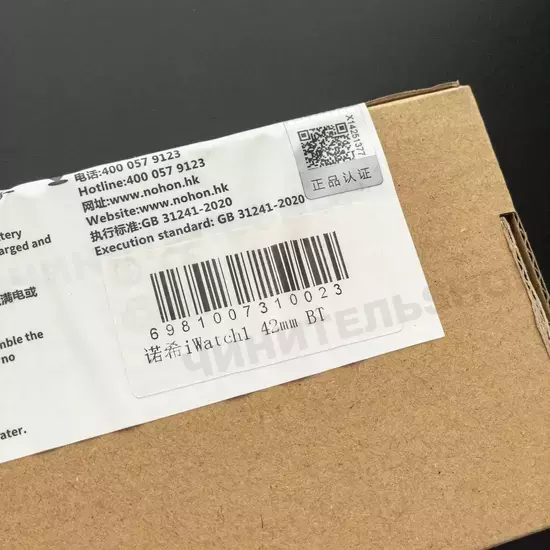 电话:400 057 9123
Hotline:400 057 9123
网址:www.nohon.hk
Website:www.nohon.hk
执行标准:GB 31241-2020
Execution standard: GB 31241-2020
X14251377
正品认证
ttery
arged and
满电或
mble the
no
ater.
6981007310023
诺希iWatch1 42mm BT
ЧИНИТЕЛЬ